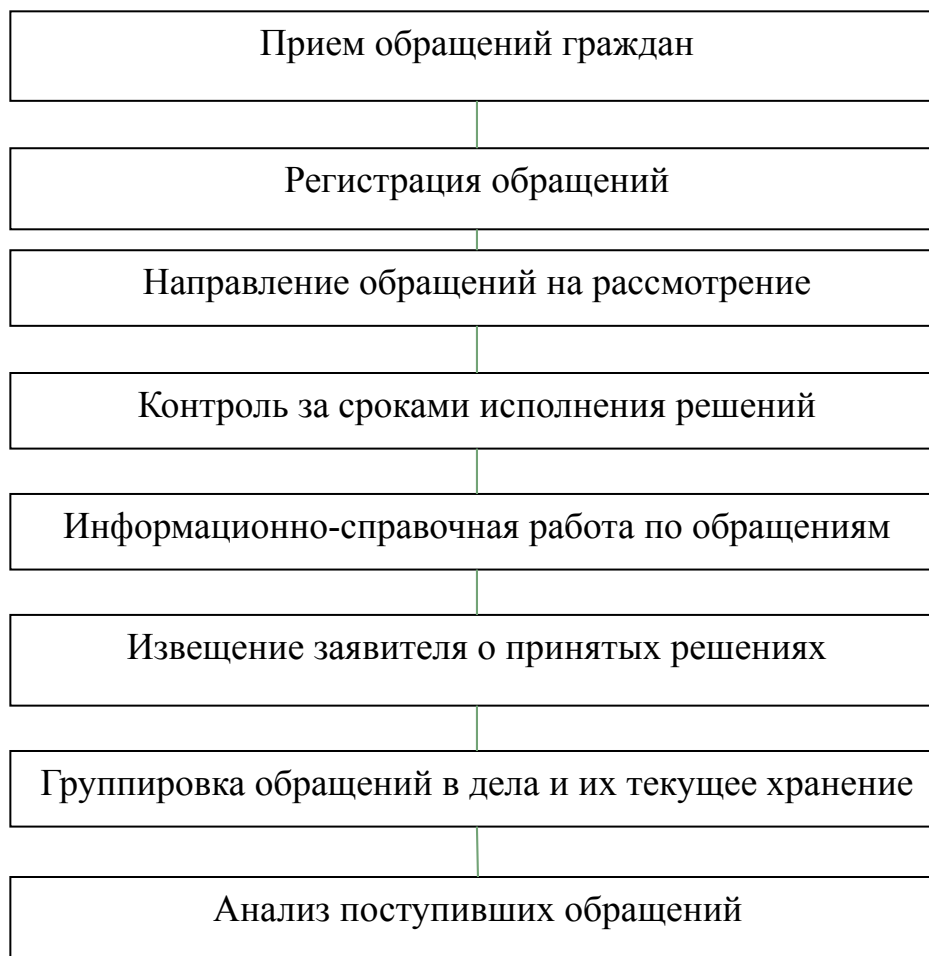 Прием обращений граждан
Регистрация обращений
Направление обращений на рассмотрение
Контроль за сроками исполнения решений
Информационно-справочная работа по обращениям
Извещение заявителя о принятых решениях
Группировка обращений в дела и их текущее хранение
Анализ поступивших обращений